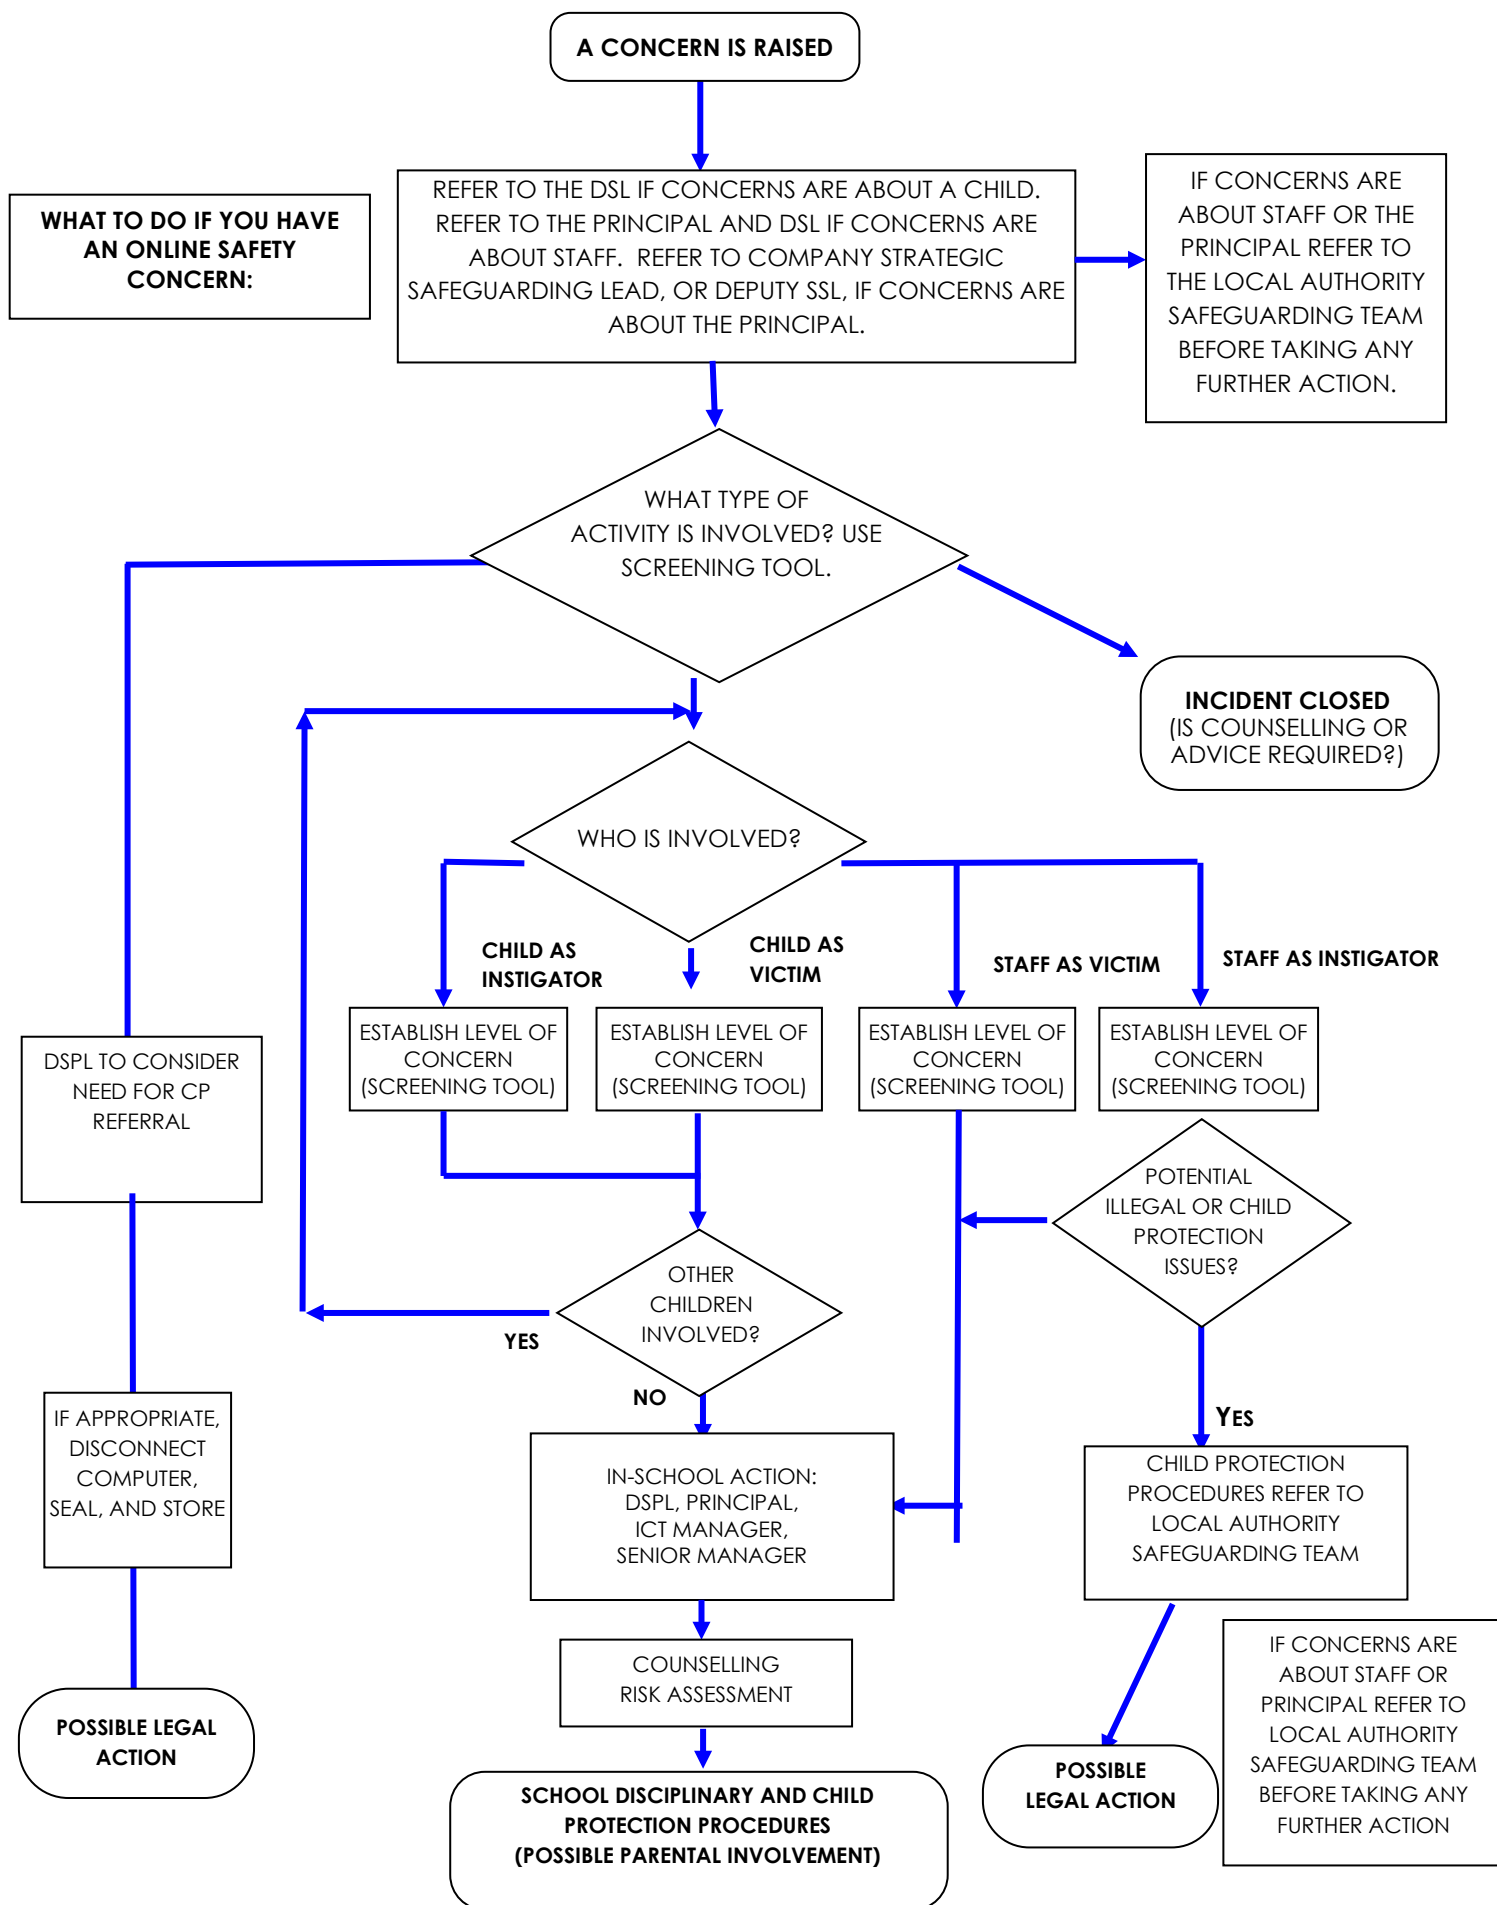 A CONCERN IS RAISED
WHAT TO DO IF YOU HAVE
AN ONLINE SAFETY
CONCERN:
REFER TO THE DSL IF CONCERNS ARE ABOUT A CHILD.
REFER TO THE PRINCIPAL AND DSL IF CONCERNS ARE
ABOUT STAFF.  REFER TO COMPANY STRATEGIC
SAFEGUARDING LEAD, OR DEPUTY SSL, IF CONCERNS ARE
ABOUT THE PRINCIPAL.
IF CONCERNS ARE
ABOUT STAFF OR THE
PRINCIPAL REFER TO
THE LOCAL AUTHORITY
SAFEGUARDING TEAM
BEFORE TAKING ANY
FURTHER ACTION.
WHAT TYPE OF
ACTIVITY IS INVOLVED? USE
SCREENING TOOL.
INCIDENT CLOSED
(IS COUNSELLING OR
ADVICE REQUIRED?)
WHO IS INVOLVED?
CHILD AS
INSTIGATOR
CHILD AS
VICTIM
STAFF AS VICTIM
STAFF AS INSTIGATOR
ESTABLISH LEVEL OF
CONCERN
(SCREENING TOOL)
ESTABLISH LEVEL OF
CONCERN
(SCREENING TOOL)
ESTABLISH LEVEL OF
CONCERN
(SCREENING TOOL)
ESTABLISH LEVEL OF
CONCERN
(SCREENING TOOL)
DSPL TO CONSIDER
NEED FOR CP
REFERRAL
POTENTIAL
ILLEGAL OR CHILD
PROTECTION
ISSUES?
OTHER
CHILDREN
INVOLVED?
YES
NO
YES
IF APPROPRIATE,
DISCONNECT
COMPUTER,
SEAL, AND STORE
IN-SCHOOL ACTION:
DSPL, PRINCIPAL,
ICT MANAGER,
SENIOR MANAGER
CHILD PROTECTION
PROCEDURES REFER TO
LOCAL AUTHORITY
SAFEGUARDING TEAM
COUNSELLING
RISK ASSESSMENT
IF CONCERNS ARE
ABOUT STAFF OR
PRINCIPAL REFER TO
LOCAL AUTHORITY
SAFEGUARDING TEAM
BEFORE TAKING ANY
FURTHER ACTION
POSSIBLE LEGAL
ACTION
SCHOOL DISCIPLINARY AND CHILD
PROTECTION PROCEDURES
(POSSIBLE PARENTAL INVOLVEMENT)
POSSIBLE
LEGAL ACTION